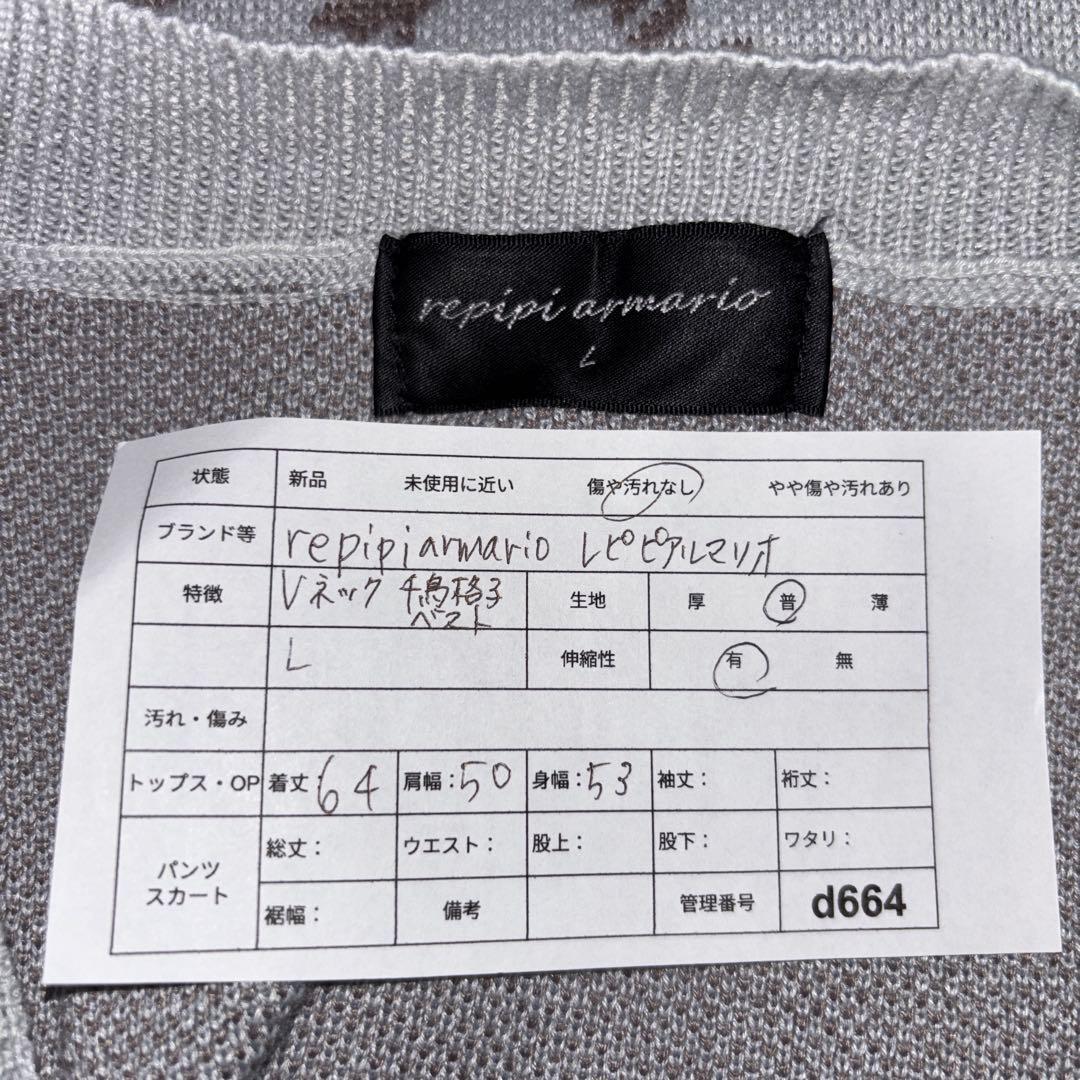 repipi armario
L
状態 新品 未使用に近い 傷や汚れなし やや傷や汚れあり
ブランド等 repipi armario レピピアルマリオ
特徴 Vネック 千鳥格子 生地 厚 普 薄
ベスト
L 伸縮性 有 無
汚れ・傷み
トップス・OP 着丈:64 肩幅:50 身幅:53 袖丈: 裄丈:
パンツ 総丈: ウエスト: 股上: 股下: ワタリ:
スカート 裾幅: 備考 管理番号 d664